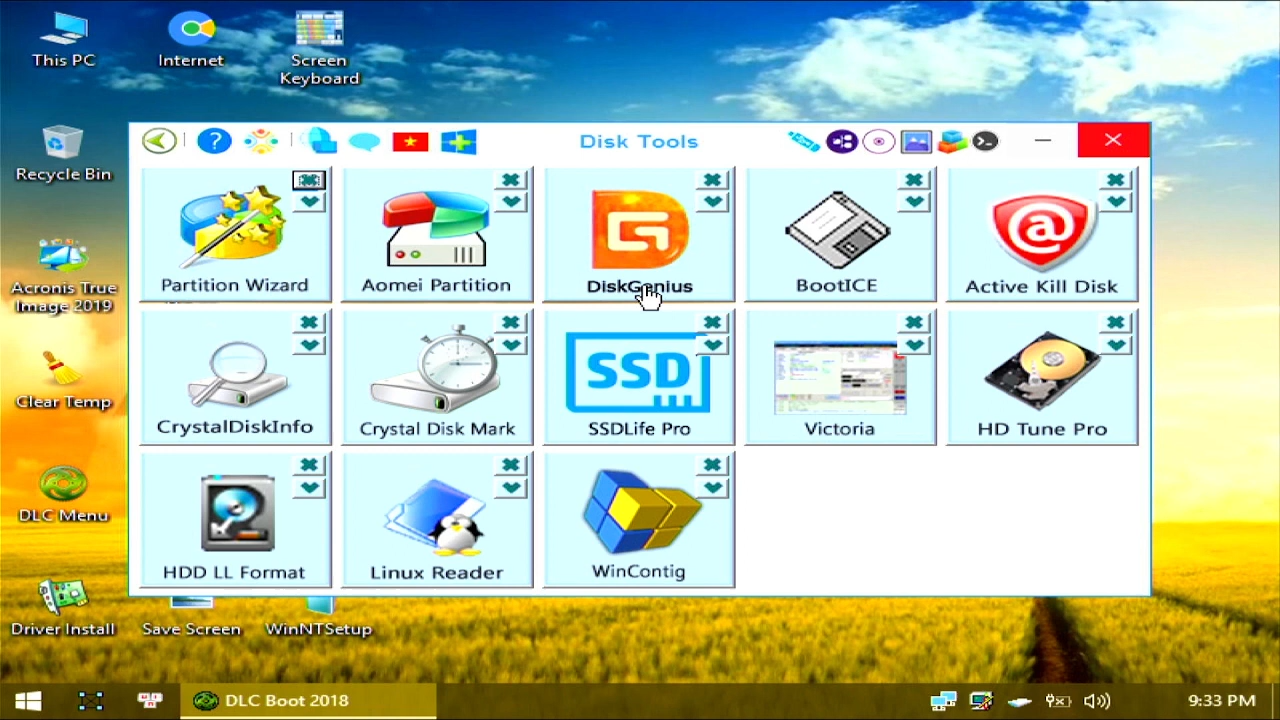 This PC
Internet
Screen
Keyboard
Recycle Bin
Acronis True
Image 2019
Clear Temp
DLC Menu
Driver Install
Save Screen
WinNTSetup
Disk Tools
Partition Wizard
Aomei Partition
DiskGenius
BootICE
Active Kill Disk
CrystalDiskInfo
Crystal Disk Mark
SSD
SSDLife Pro
Victoria
HD Tune Pro
HDD LL Format
Linux Reader
WinContig
DLC Boot 2018
9:33 PM